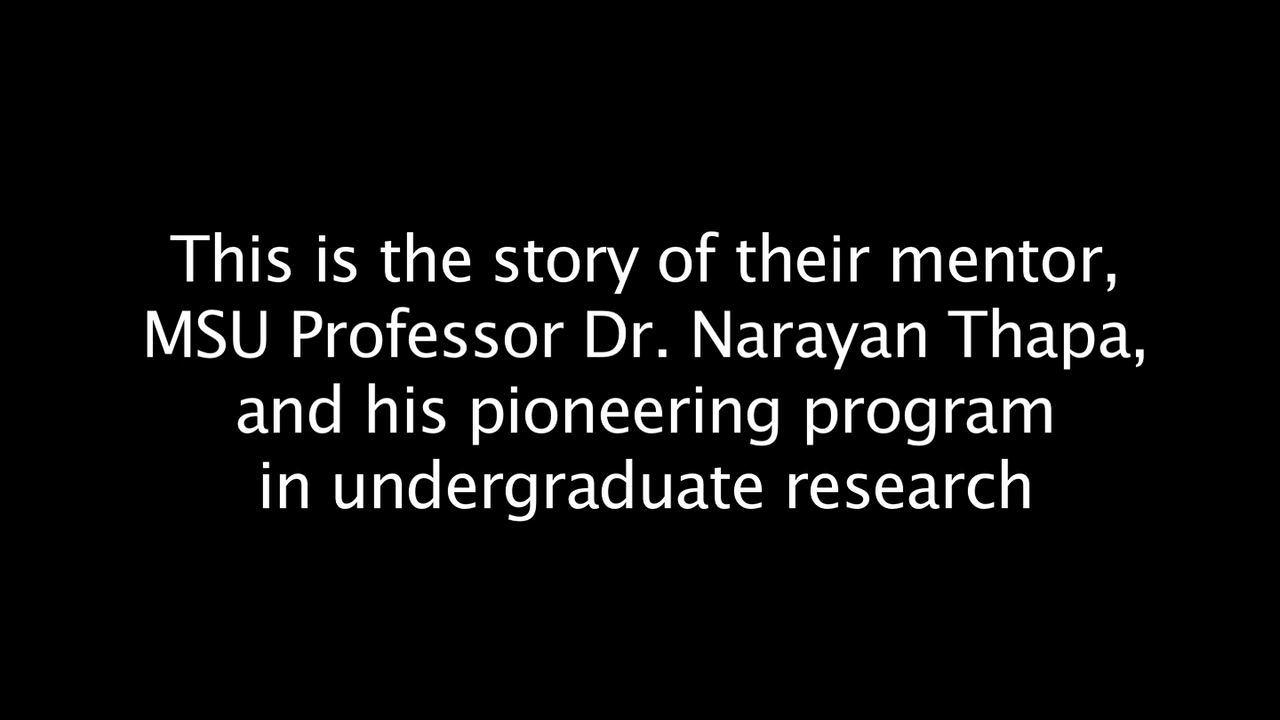 This is the story of their mentor,
MSU Professor Dr. Narayan Thapa,
and his pioneering program
in undergraduate research